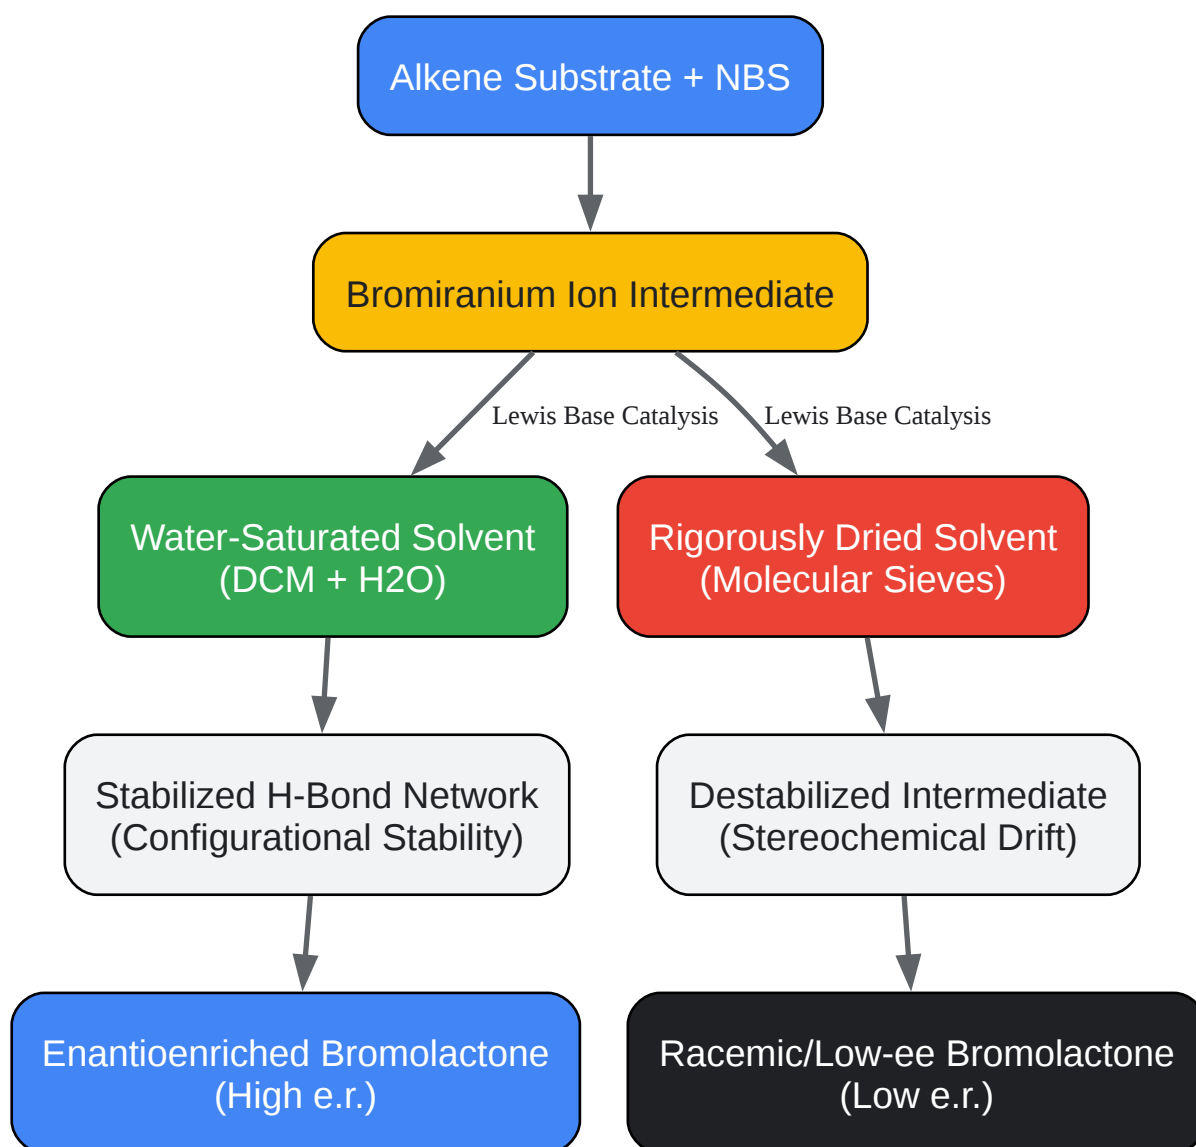 Alkene Substrate + NBS
Bromiranium Ion Intermediate
Lewis Base Catalysis
Lewis Base Catalysis
Water-Saturated Solvent
(DCM + H2O)
Rigorously Dried Solvent
(Molecular Sieves)
Stabilized H-Bond Network
(Configurational Stability)
Destabilized Intermediate
(Stereochemical Drift)
Enantioenriched Bromolactone
(High e.r.)
Racemic/Low-ee Bromolactone
(Low e.r.)